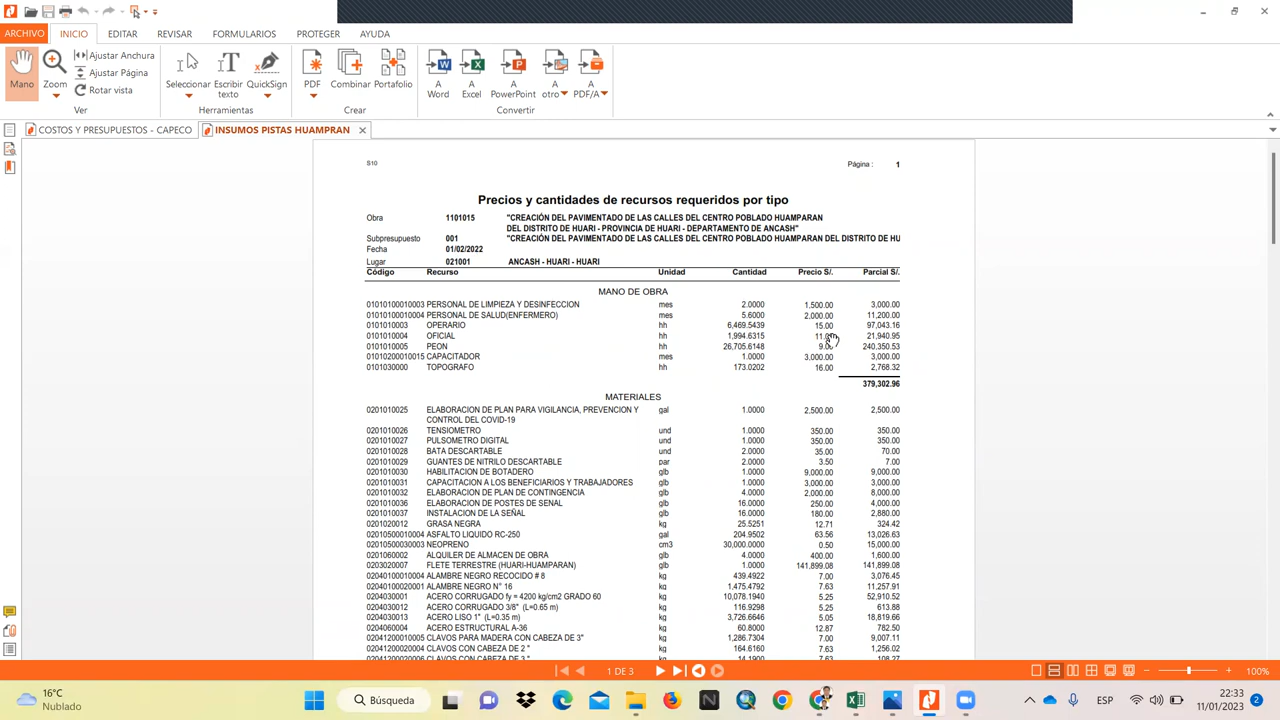 ARCHIVO INICIO EDITAR REVISAR FORMULARIOS PROTEGER AYUDA
Mano Zoom Ajustar Anchura Ajustar Página Rotar vista Seleccionar Escribir texto QuickSign PDF Combinar Portafolio A Word A Excel A PowerPoint A otro A PDF/A
Ver Herramientas Crear Convertir
COSTOS Y PRESUPUESTOS - CAPECO INSUMOS PISTAS HUAMPRAN
S10 Página : 1
Precios y cantidades de recursos requeridos por tipo
Obra 1101015 "CREACIÓN DEL PAVIMENTADO DE LAS CALLES DEL CENTRO POBLADO HUAMPARAN
DEL DISTRITO DE HUARI - PROVINCIA DE HUARI - DEPARTAMENTO DE ANCASH"
Subpresupuesto 001 "CREACIÓN DEL PAVIMENTADO DE LAS CALLES DEL CENTRO POBLADO HUAMPARAN DEL DISTRITO DE HU
Fecha 01/02/2022
Lugar 021001 ANCASH - HUARI - HUARI
Código Recurso Unidad Cantidad Precio S/. Parcial S/.
MANO DE OBRA
01010100010003 PERSONAL DE LIMPIEZA Y DESINFECCION mes 2.0000 1,500.00 3,000.00
01010100010004 PERSONAL DE SALUD(ENFERMERO) mes 5.6000 2,000.00 11,200.00
0101010003 OPERARIO hh 6,469.5439 15.00 97,043.16
0101010004 OFICIAL hh 1,994.6315 21,940.95
0101010005 PEON hh 26,705.6148 240,350.53
01010200010015 CAPACITADOR mes 1.0000 3,000.00 3,000.00
0101030000 TOPOGRAFO hh 173.0202 16.00 2,768.32
379,302.96
MATERIALES
0201010025 ELABORACION DE PLAN PARA VIGILANCIA, PREVENCION Y gal 1.0000 2,500.00 2,500.00
CONTROL DEL COVID-19
0201010026 TENSIOMETRO und 1.0000 350.00 350.00
0201010027 PULSOMETRO DIGITAL und 1.0000 350.00 350.00
0201010028 BATA DESCARTABLE und 2.0000 35.00 70.00
0201010029 GUANTES DE NITRILO DESCARTABLE par 2.0000 3.50 7.00
0201010030 HABILITACION DE BOTADERO glb 1.0000 9,000.00 9,000.00
0201010031 CAPACITACION A LOS BENEFICIARIOS Y TRABAJADORES glb 1.0000 3,000.00 3,000.00
0201010032 ELABORACION DE PLAN DE CONTINGENCIA glb 4.0000 2,000.00 8,000.00
0201010036 ELABORACION DE POSTES DE SENAL glb 16.0000 250.00 4,000.00
0201010037 INSTALACION DE LA SEÑAL glb 16.0000 180.00 2,880.00
0201020012 GRASA NEGRA kg 25.5251 12.71 324.42
02010500010004 ASFALTO LIQUIDO RC-250 gal 204.9502 63.56 13,026.63
02010500030003 NEOPRENO cm3 30,000.0000 0.50 15,000.00
0201060002 ALQUILER DE ALMACEN DE OBRA glb 4.0000 400.00 1,600.00
0203020007 FLETE TERRESTRE (HUARI-HUAMPARAN) glb 1.0000 141,899.08 141,899.08
02040100010004 ALAMBRE NEGRO RECOCIDO # 8 kg 439.4922 7.00 3,076.45
02040100020001 ALAMBRE NEGRO N° 16 kg 1,475.4792 7.63 11,257.91
0204030001 ACERO CORRUGADO fy = 4200 kg/cm2 GRADO 60 kg 10,078.1940 5.25 52,910.52
0204030012 ACERO CORRUGADO 3/8" (L=0.65 m) kg 116.9298 5.25 613.88
0204030013 ACERO LISO 1" (L=0.35 m) kg 3,726.6646 5.05 18,819.66
0204060004 ACERO ESTRUCTURAL A-36 kg 60.8000 12.87 782.50
02041200010005 CLAVOS PARA MADERA CON CABEZA DE 3" kg 1,286.7304 7.00 9,007.11
02041200020004 CLAVOS CON CABEZA DE 2 " kg 164.6160 7.63 1,256.02
02041200020006 CLAVOS CON CABEZA DE 3 " kg 14.1900 7.63 108.27
1 DE 3 100%
16°C
Nublado
Búsqueda
ESP
22:33
11/01/2023
2